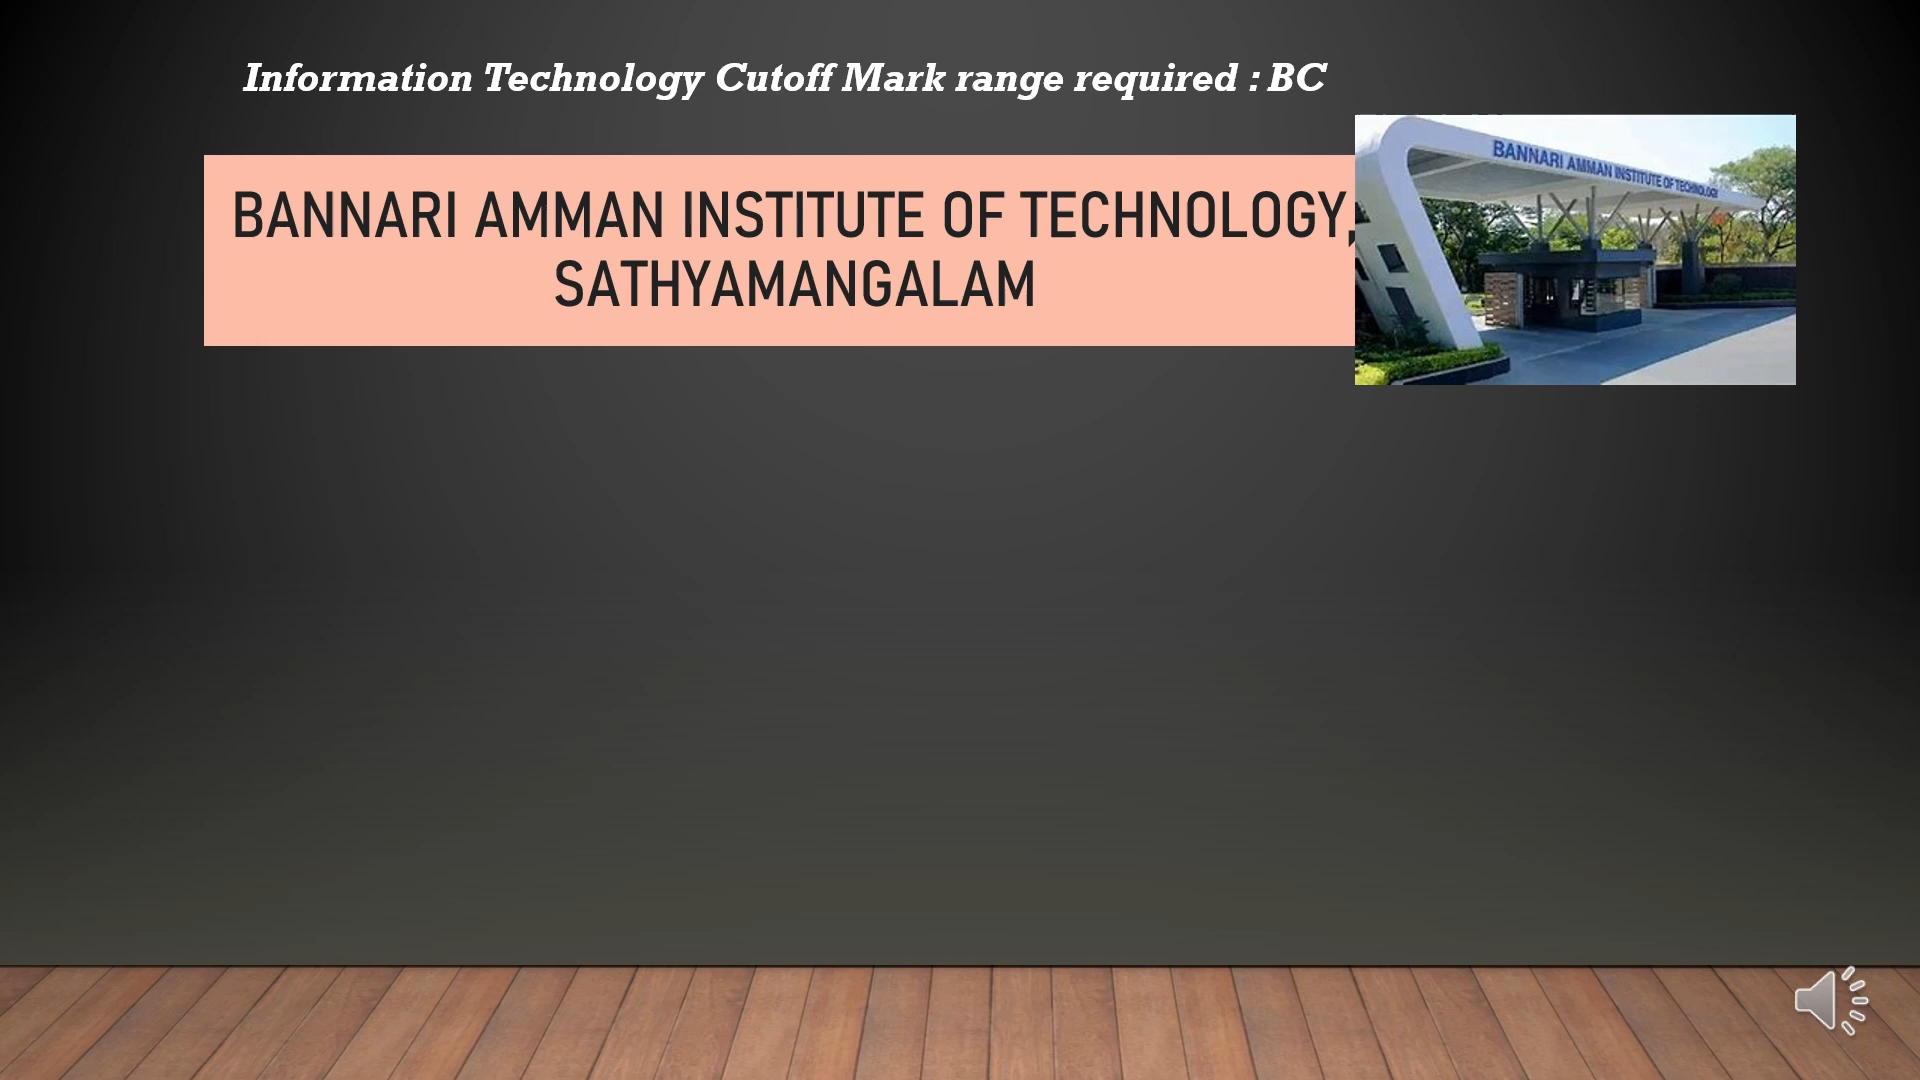 Information Technology Cutoff Mark range required : BC
BANNARI AMMAN INSTITUTE OF TECHNOLOGY,
SATHYAMANGALAM
BANNARI AMMAN INSTITUTE OF TECHNOLOGY